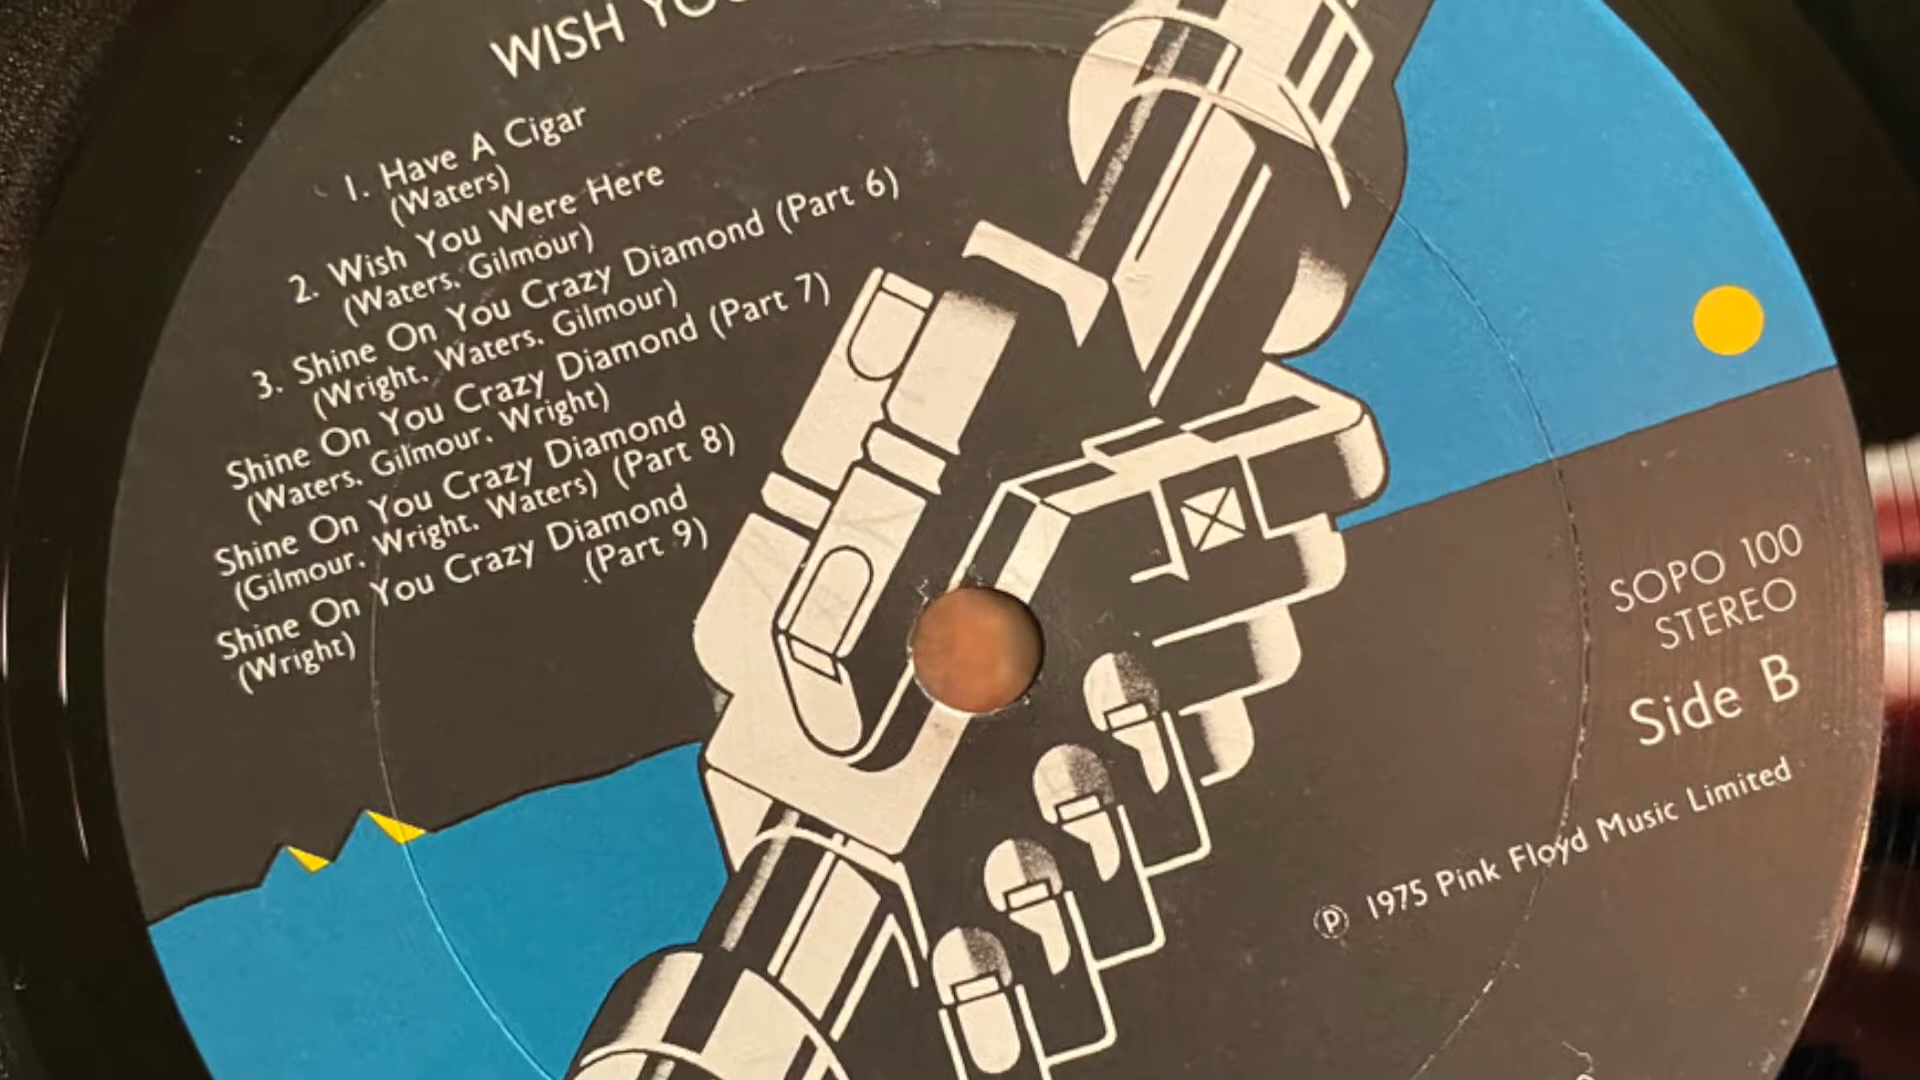 WISH
1. Have A Cigar
(Waters)
2. Wish You Were Here
(Waters, Gilmour)
3. Shine On You Crazy Diamond (Part 6)
(Wright, Waters, Gilmour)
Shine On You Crazy Diamond (Part 7)
(Waters, Gilmour, Wright)
Shine On You Crazy Diamond
(Gilmour, Wright, Waters) (Part 8)
Shine On You Crazy Diamond
(Part 9)
(Wright)
SOPO 100
STEREO
Side B
℗ 1975 Pink Floyd Music Limited